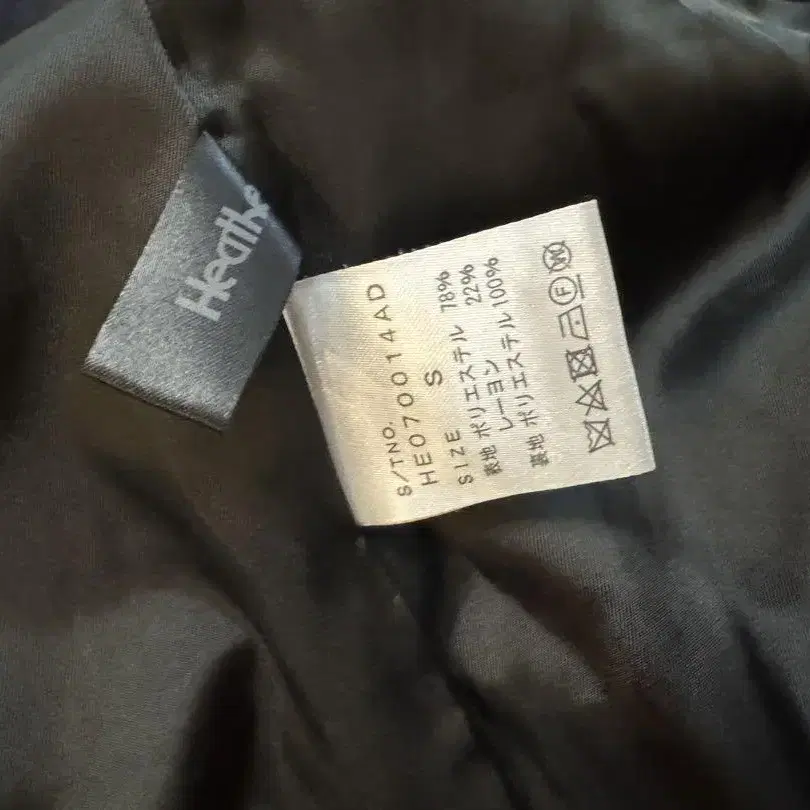 Heathe
S/TNO.
HE070014AD
SIZE S
表地 ポリエステル 78%
レーヨン 22%
裏地 ポリエステル 100%